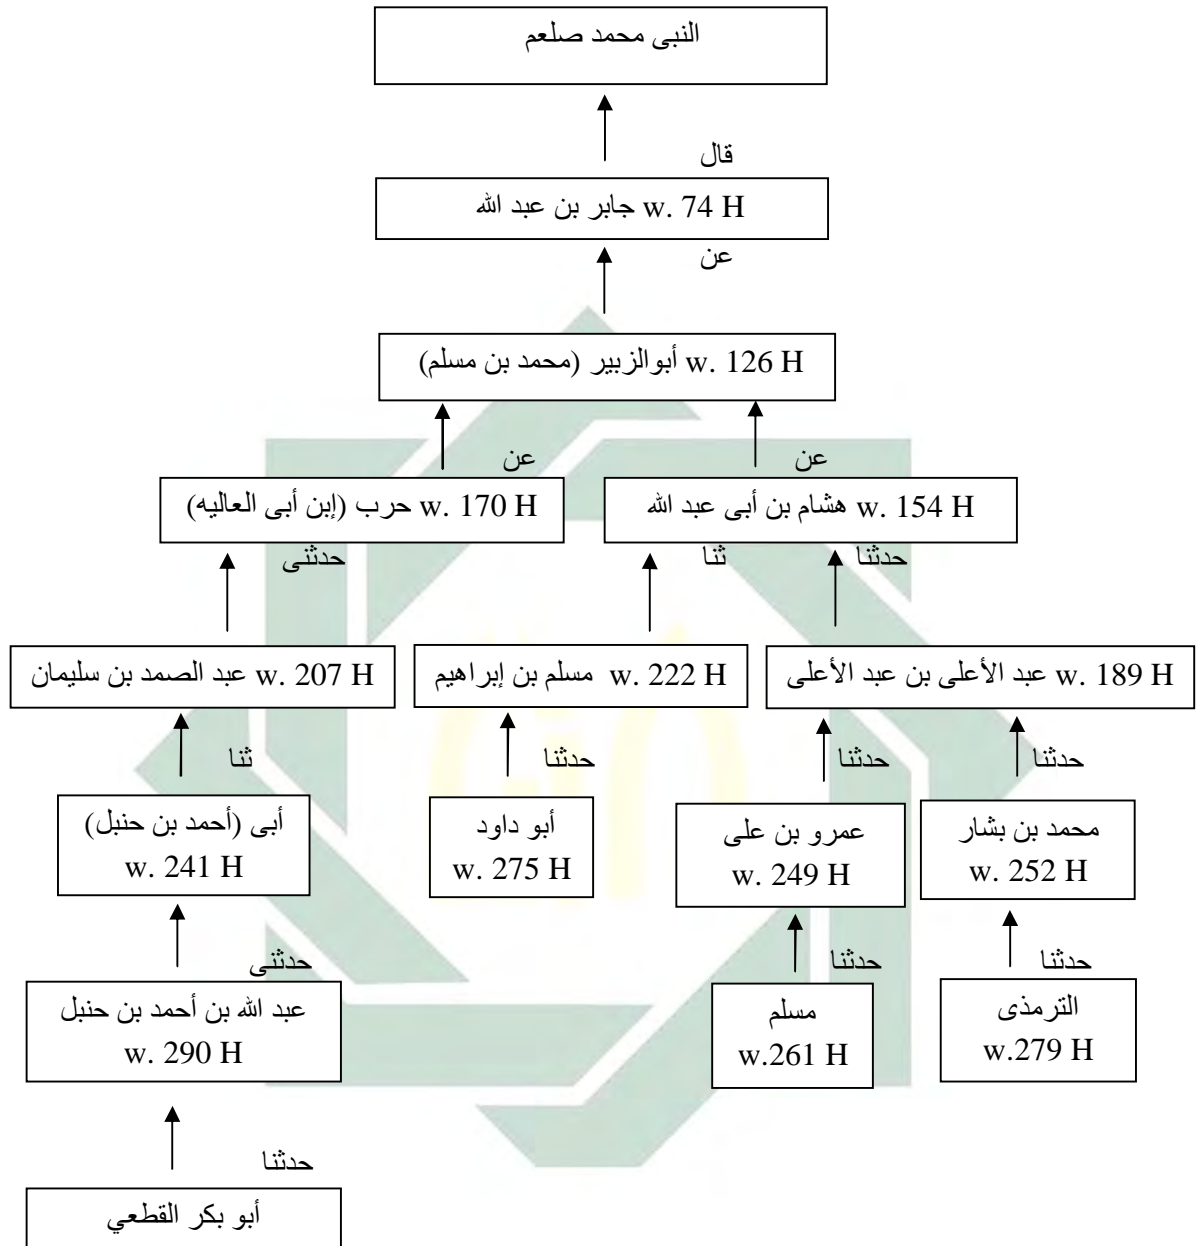 النبى محمد صلعم
قال
جابر بن عبد الله w. 74 H
عن
أبوالزبير (محمد بن مسلم) w. 126 H
عن
عن
حرب (إبن أبى العاليه) w. 170 H
هشام بن أبى عبد الله w. 154 H
حدثنى
ثنا
حدثنا
عبد الصمد بن سليمان w. 207 H
مسلم بن إبراهيم w. 222 H
عبد الأعلى بن عبد الأعلى w. 189 H
ثنا
حدثنا
حدثنا
حدثنا
أبى (أحمد بن حنبل)
w. 241 H
أبو داود
w. 275 H
عمرو بن على
w. 249 H
محمد بن بشار
w. 252 H
حدثنى
حدثنا
حدثنا
عبد الله بن أحمد بن حنبل
w. 290 H
مسلم
w.261 H
الترمذى
w.279 H
حدثنا
أبو بكر القطعي